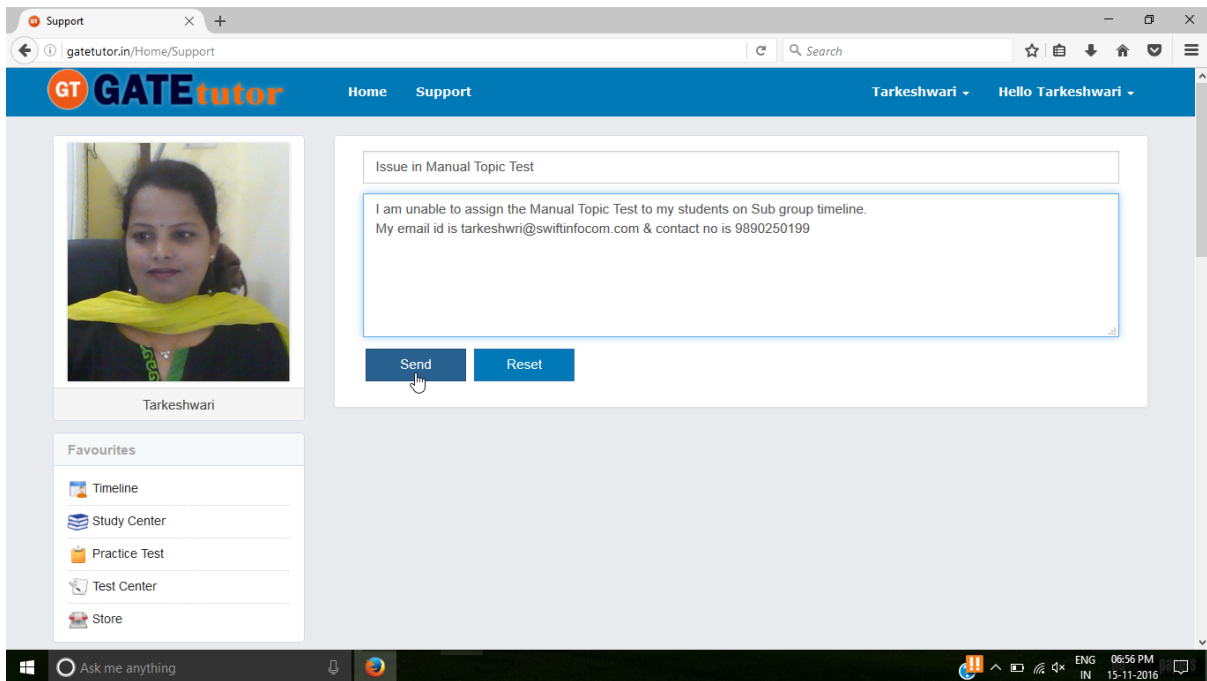 Support
gatetutor.in/Home/Support
Search
GT GATEtutor
Home
Support
Tarkeshwari
Hello Tarkeshwari
Issue in Manual Topic Test
I am unable to assign the Manual Topic Test to my students on Sub group timeline.
My email id is tarkeshwri@swiftinfocom.com & contact no is 9890250199
Send
Reset
Tarkeshwari
Favourites
Timeline
Study Center
Practice Test
Test Center
Store
Ask me anything
ENG
IN
06:56 PM
15-11-2016